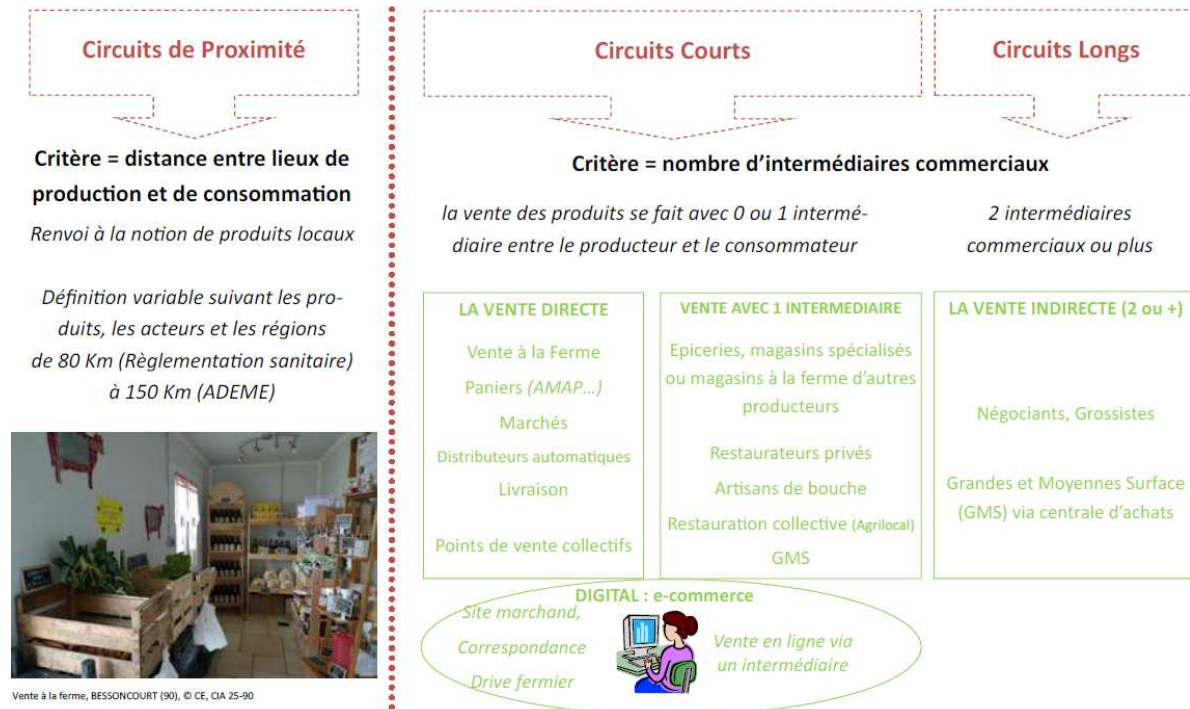 Circuits de Proximité
Critère = distance entre lieux de
production et de consommation
Renvoi à la notion de produits locaux
Définition variable suivant les pro-
duits, les acteurs et les régions
de 80 Km (Règlementation sanitaire)
à 150 Km (ADEME)
Vente à la ferme, BESSONCOURT (90), © CE, CIA 25-90
Circuits Courts
Circuits Longs
Critère = nombre d’intermédiaires commerciaux
la vente des produits se fait avec 0 ou 1 intermé-
diaire entre le producteur et le consommateur
2 intermédiaires
commerciaux ou plus
LA VENTE DIRECTE
Vente à la Ferme
Paniers (AMAP…)
Marchés
Distributeurs automatiques
Livraison
Points de vente collectifs
VENTE AVEC 1 INTERMEDIAIRE
Epiceries, magasins spécialisés
ou magasins à la ferme d’autres
producteurs
Restaurateurs privés
Artisans de bouche
Restauration collective (Agrilocal)
GMS
LA VENTE INDIRECTE (2 ou +)
Négociants, Grossistes
Grandes et Moyennes Surface
(GMS) via centrale d’achats
DIGITAL : e-commerce
Site marchand,
Correspondance
Drive fermier
Vente en ligne via
un intermédiaire